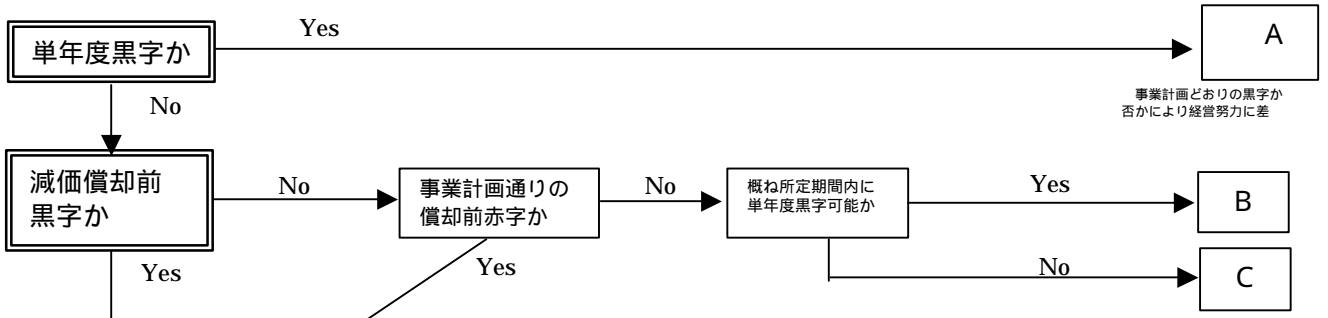 単年度黒字か
Yes
A
事業計画どおりの黒字か
否かにより経営努力に差
No
減価償却前
黒字か
No
事業計画通りの
償却前赤字か
No
概ね所定期間内に
単年度黒字可能か
Yes
B
Yes
Yes
No
C